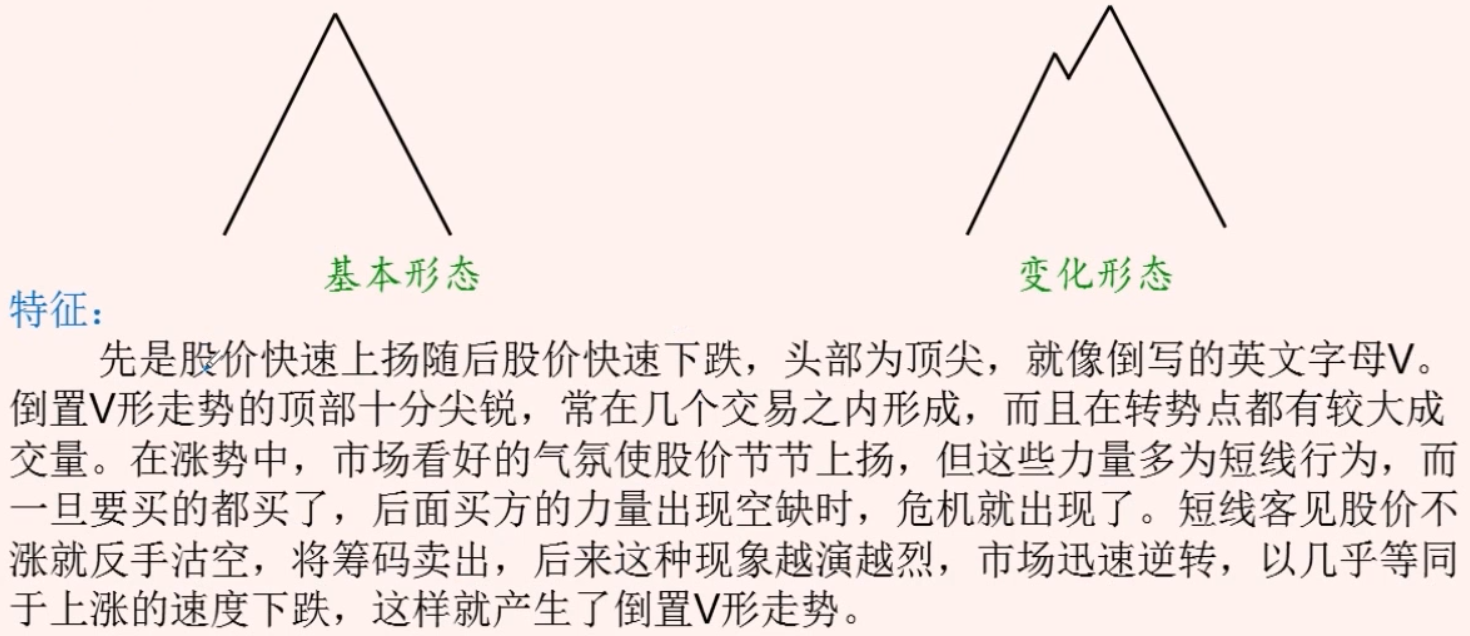 基本形态
变化形态
特征：
先是股价快速上扬随后股价快速下跌，头部为顶尖，就像倒写的英文字母V。
倒置V形走势的顶部十分尖锐，常在几个交易之内形成，而且在转势点都有较大成
交量。在涨势中，市场看好的气氛使股价节节上扬，但这些力量多为短线行为，而
一旦要买的都买了，后面买方的力量出现空缺时，危机就出现了。短线客见股价不
涨就反手沽空，将筹码卖出，后来这种现象越演越烈，市场迅速逆转，以几乎等同
于上涨的速度下跌，这样就产生了倒置V形走势。